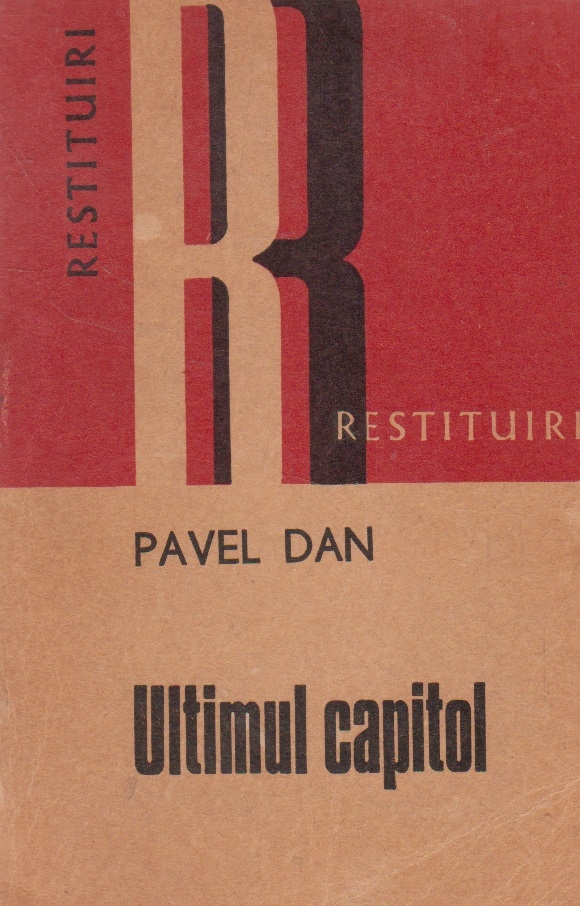 RESTITUIRI
R
RESTITUIRI
PAVEL DAN
Ultimul capitol